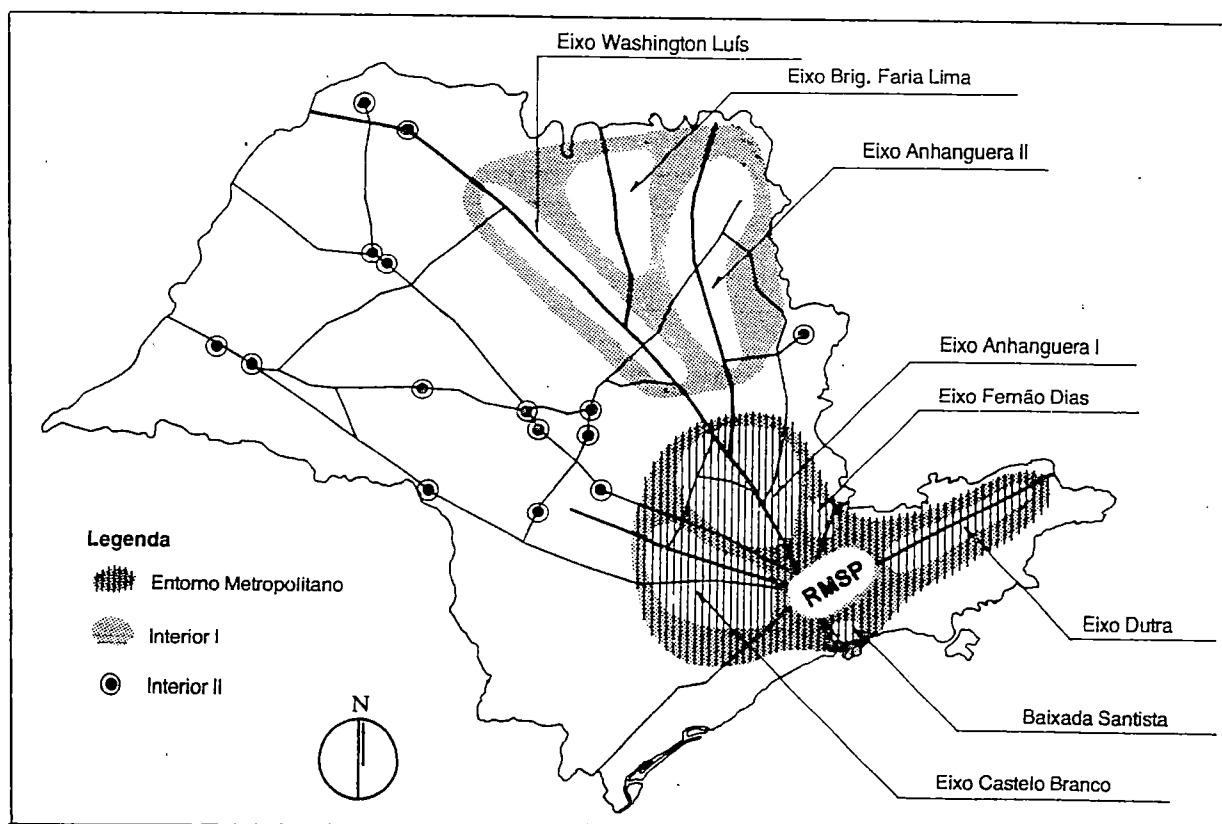 Eixo Washington Luís
Eixo Brig. Faria Lima
Eixo Anhanguera II
Eixo Anhanguera I
Eixo Fernão Dias
RMSP
Eixo Dutra
Baixada Santista
Eixo Castelo Branco
Legenda
Entorno Metropolitano
Interior I
Interior II
N